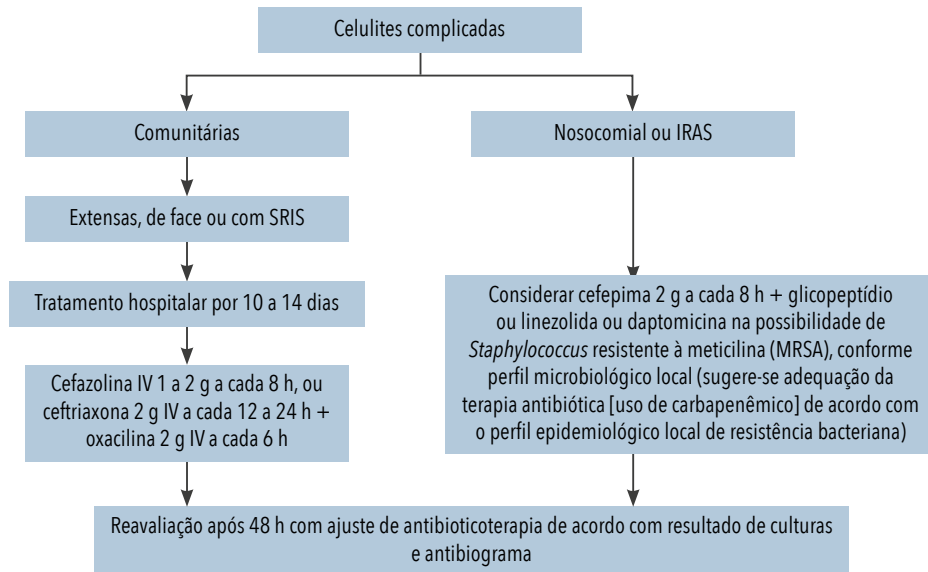 Celulites complicadas
Comunitárias
Nosocomial ou IRAS
Extensas, de face ou com SRIS
Tratamento hospitalar por 10 a 14 dias
Cefazolina IV 1 a 2 g a cada 8 h, ou
ceftriaxona 2 g IV a cada 12 a 24 h +
oxacilina 2 g IV a cada 6 h
Considerar cefepima 2 g a cada 8 h + glicopeptídio
ou linezolida ou daptomicina na possibilidade de
Staphylococcus resistente à meticilina (MRSA), conforme
perfil microbiológico local (sugere-se adequação da
terapia antibiótica [uso de carbapenêmico] de acordo com
o perfil epidemiológico local de resistência bacteriana)
Reavaliação após 48 h com ajuste de antibioticoterapia de acordo com resultado de culturas
e antibiograma